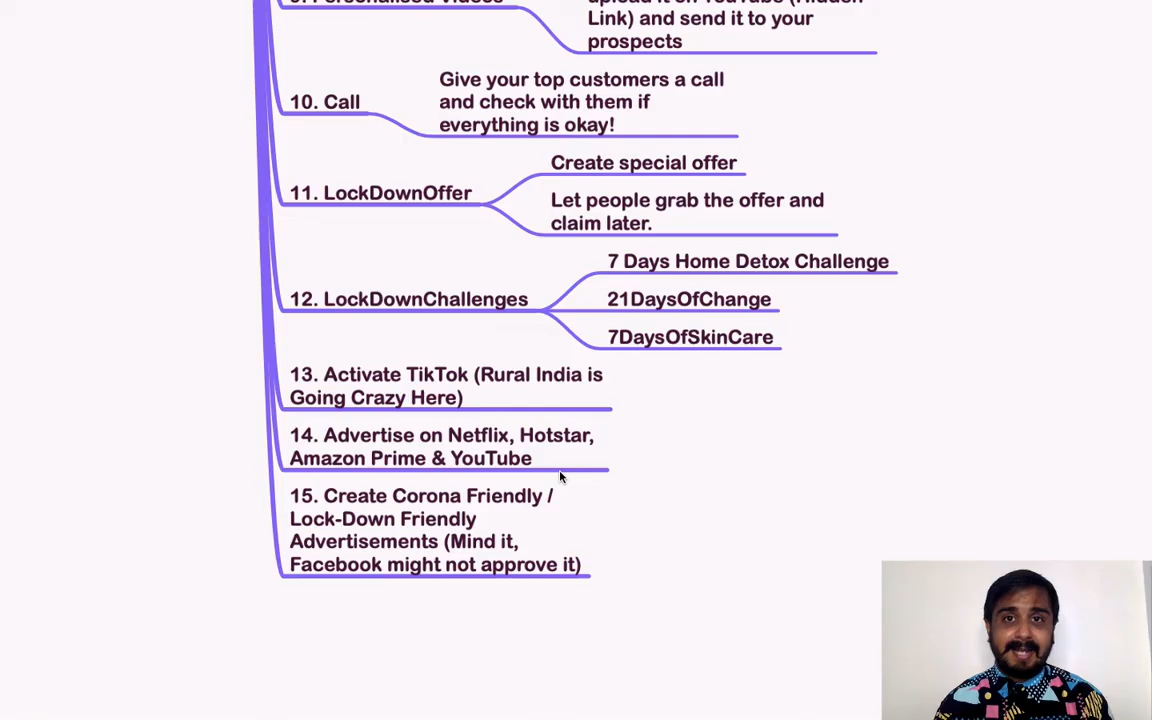 9. Personalised Videos
upload it on YouTube (Hidden
Link) and send it to your
prospects
10. Call
Give your top customers a call
and check with them if
everything is okay!
11. LockDownOffer
Create special offer
Let people grab the offer and
claim later.
12. LockDownChallenges
7 Days Home Detox Challenge
21DaysOfChange
7DaysOfSkinCare
13. Activate TikTok (Rural India is
Going Crazy Here)
14. Advertise on Netflix, Hotstar,
Amazon Prime & YouTube
15. Create Corona Friendly /
Lock-Down Friendly
Advertisements (Mind it,
Facebook might not approve it)